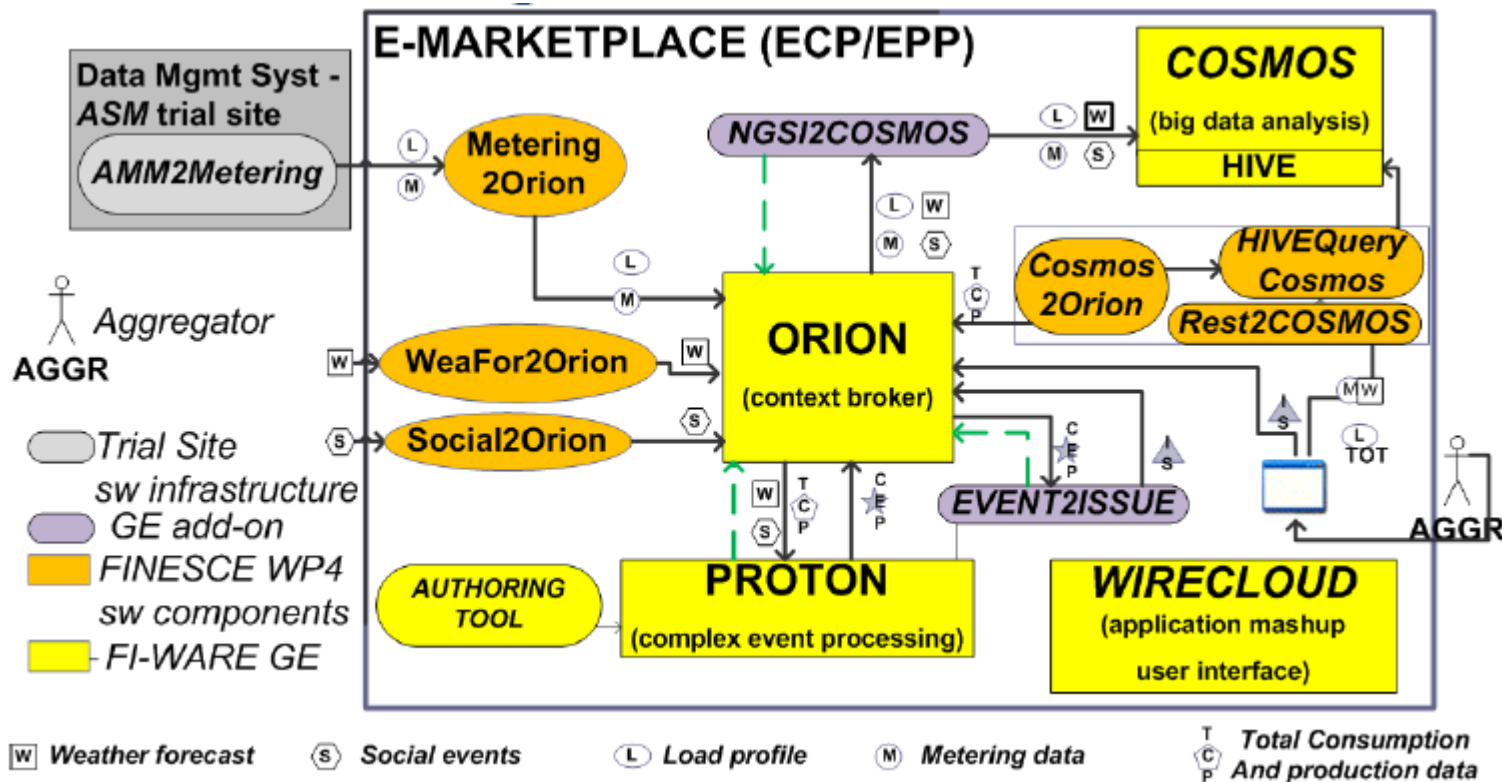 E-MARKETPLACE (ECP/EPP)
Data Mgmt Syst -
ASM trial site
AMM2Metering
L
M
Metering
2Orion
NGSI2COSMOS
L W
M S
COSMOS
(big data analysis)
HIVE
L W
M S
L
M
HIVEQuery
Cosmos
Cosmos
2Orion
Rest2COSMOS
T
C
P
Aggregator
AGGR
W
WeaFor2Orion
W
ORION
(context broker)
S
Social2Orion
S
M W
L
TOT
I
S
I
S
C
E
P
AGGR
Trial Site
sw infrastructure
GE add-on
FINESCE WP4
sw components
FI-WARE GE
W
S
T
C
P
C
E
P
EVENT2ISSUE
AUTHORING
TOOL
PROTON
(complex event processing)
WIRECLOUD
(application mashup
user interface)
W Weather forecast
S Social events
L Load profile
M Metering data
T
C
P
Total Consumption
And production data